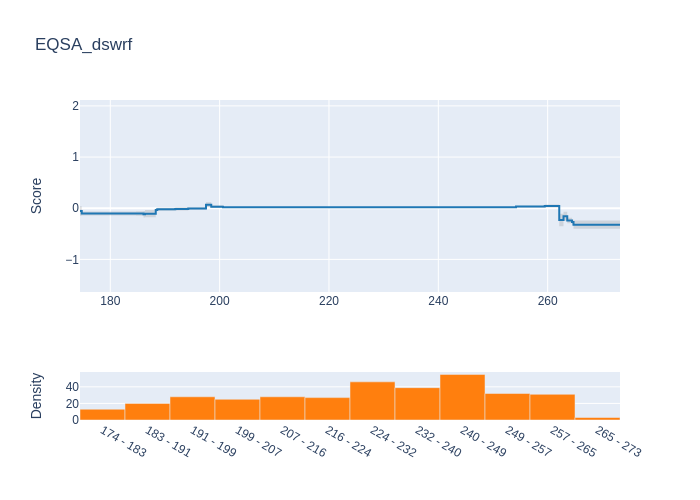 EQSA_dswrf
2
1
0
−1
Score
180
200
220
240
260
40
20
0
Density
174 - 183
183 - 191
191 - 199
199 - 207
207 - 216
216 - 224
224 - 232
232 - 240
240 - 249
249 - 257
257 - 265
265 - 273